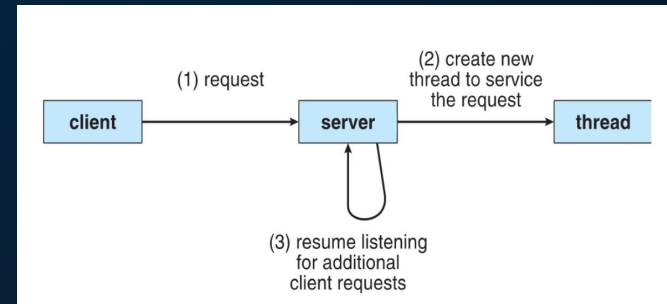 (1) request
(2) create new
thread to service
the request
client
server
thread
(3) resume listening
for additional
client requests